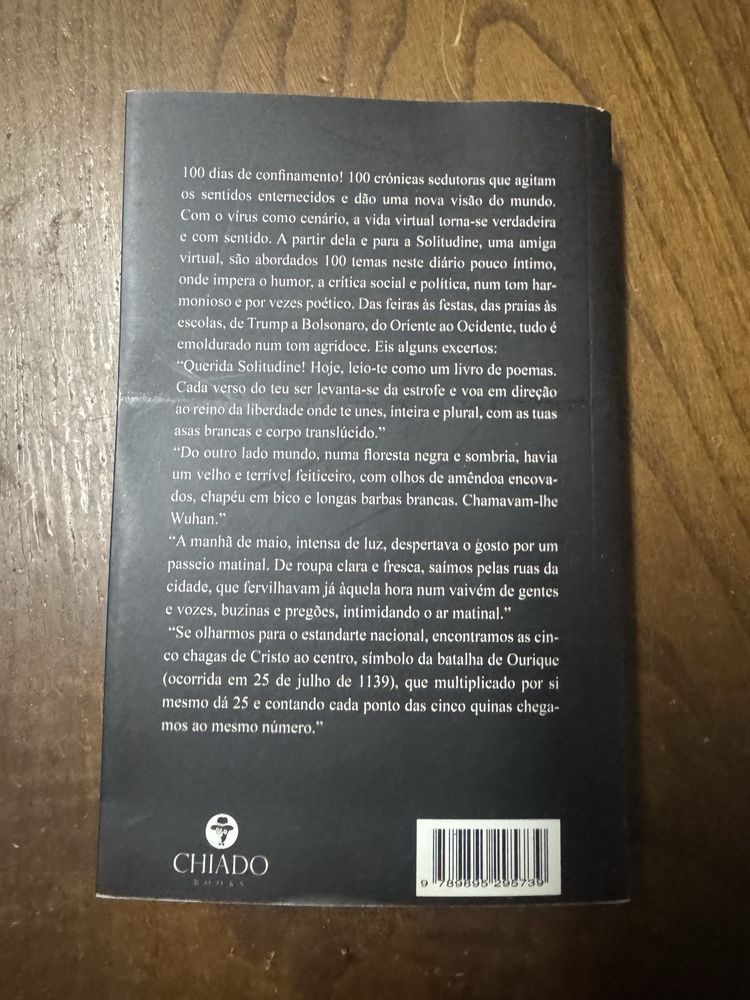 100 dias de confinamento! 100 crónicas sedutoras que agitam
os sentidos enternecidos e dão uma nova visão do mundo.
Com o vírus como cenário, a vida virtual torna-se verdadeira
e com sentido. A partir dela e para a Solitudine, uma amiga
virtual, são abordados 100 temas neste diário pouco íntimo,
onde impera o humor, a crítica social e política, num tom har-
monioso e por vezes poético. Das feiras às festas, das praias às
escolas, de Trump a Bolsonaro, do Oriente ao Ocidente, tudo é
emoldurado num tom agridoce. Eis alguns excertos:
“Querida Solitudine! Hoje, leio-te como um livro de poemas.
Cada verso do teu ser levanta-se da estrofe e voa em direção
ao reino da liberdade onde te unes, inteira e plural, com as tuas
asas brancas e corpo translúcido.”
“Do outro lado mundo, numa floresta negra e sombria, havia
um velho e terrível feiticeiro, com olhos de amêndoa encova-
dos, chapéu em bico e longas barbas brancas. Chamavam-lhe
Wuhan.”
“A manhã de maio, intensa de luz, despertava o gosto por um
passeio matinal. De roupa clara e fresca, saímos pelas ruas da
cidade, que fervilhavam já àquela hora num vaivém de gentes
e vozes, buzinas e pregões, intimidando o ar matinal.”
“Se olharmos para o estandarte nacional, encontramos as cin-
co chagas de Cristo ao centro, símbolo da batalha de Ourique
(ocorrida em 25 de julho de 1139), que multiplicado por si
mesmo dá 25 e contando cada ponto das cinco quinas chega-
mos ao mesmo número.”
CHIADO
BOOKS
9 789895 295739